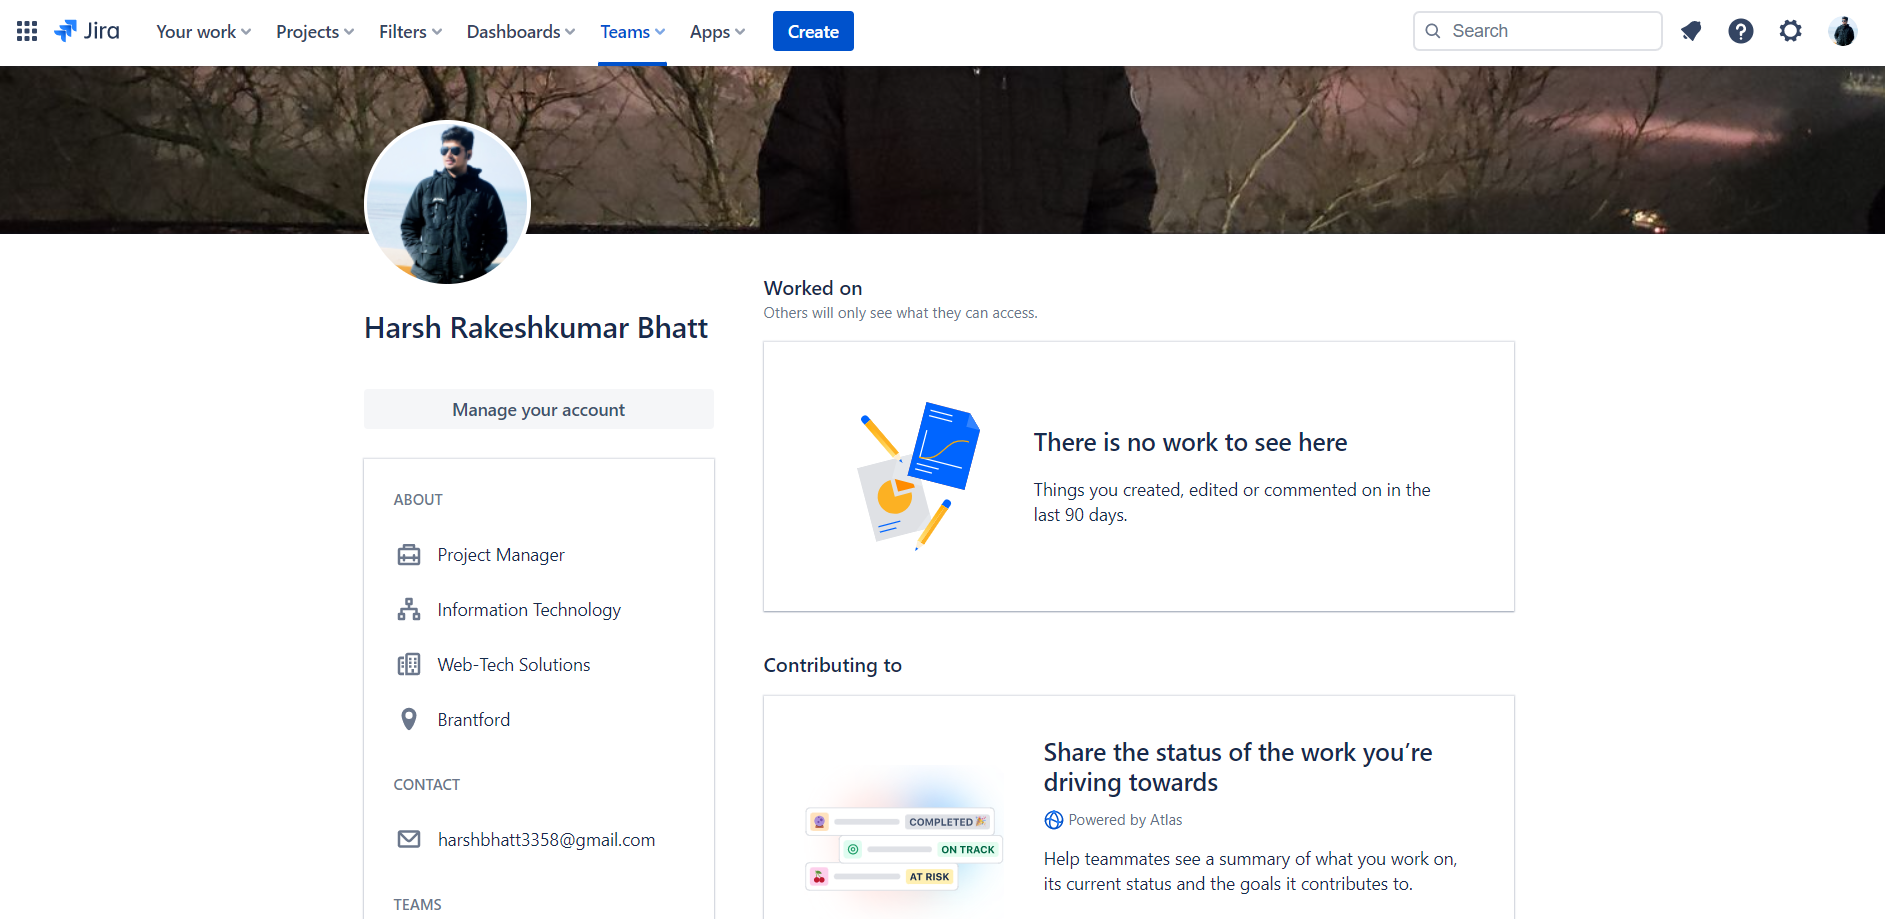 Jira
Your work
Projects
Filters
Dashboards
Teams
Apps
Create
Search
Harsh Rakeshkumar Bhatt
Manage your account
ABOUT
Project Manager
Information Technology
Web-Tech Solutions
Brantford
CONTACT
harshbhatt3358@gmail.com
TEAMS
Worked on
Others will only see what they can access.
There is no work to see here
Things you created, edited or commented on in the
last 90 days.
Contributing to
COMPLETED
ON TRACK
AT RISK
Share the status of the work you’re
driving towards
Powered by Atlas
Help teammates see a summary of what you work on,
its current status and the goals it contributes to.